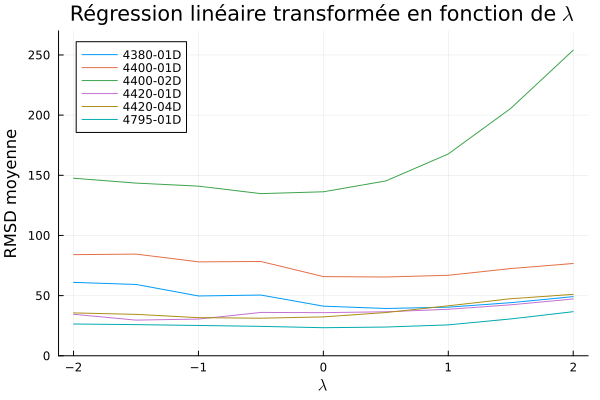 Régression linéaire transformée en fonction de λ
RMSD moyenne
250
200
150
100
50
0
4380-01D
4400-01D
4400-02D
4420-01D
4420-04D
4795-01D
−2
−1
0
1
2
λ